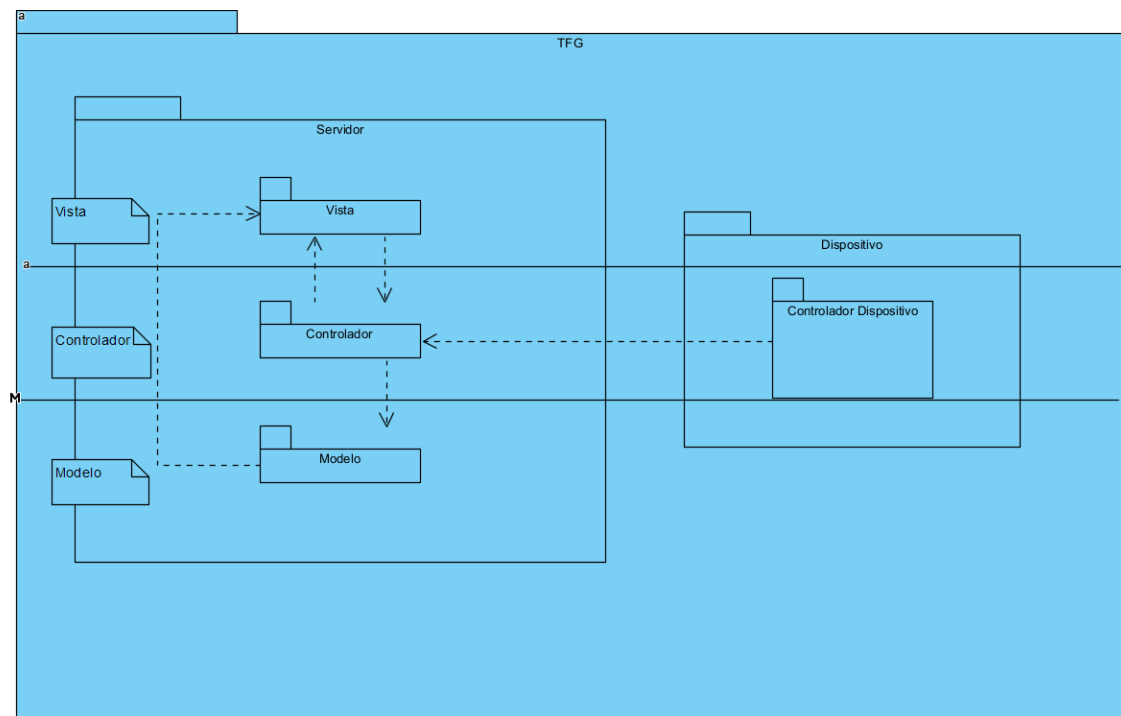 a
TFG
Servidor
Vista
Vista
Dispositivo
a
Controlador Dispositivo
Controlador
Controlador
M
Modelo
Modelo